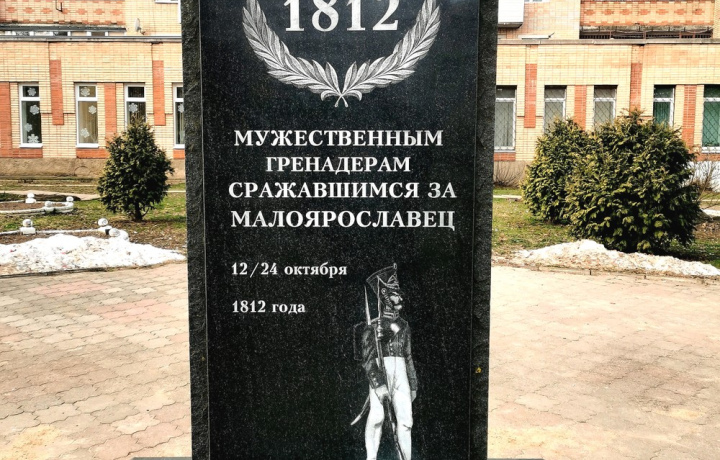 1812
МУЖЕСТВЕННЫМ
ГРЕНАДЕРАМ
СРАЖАВШИМСЯ ЗА
МАЛОЯРОСЛАВЕЦ
12/24 октября
1812 года